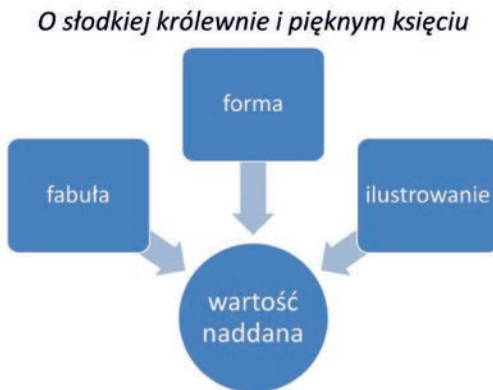 O słodkiej królewnie i pięknym księciu
forma
fabuła
ilustrowanie
wartość
naddana